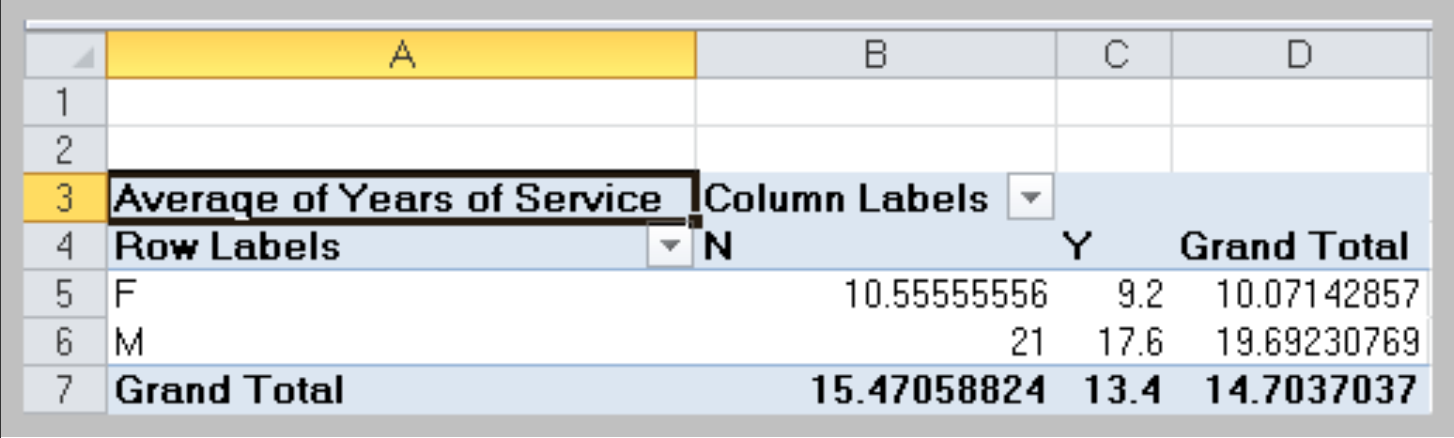 A B C D
1
2
3 Average of Years of Service Column Labels
4 Row Labels N Y Grand Total
5 F 10.55555556 9.2 10.07142857
6 M 21 17.6 19.69230769
7 Grand Total 15.47058824 13.4 14.7037037